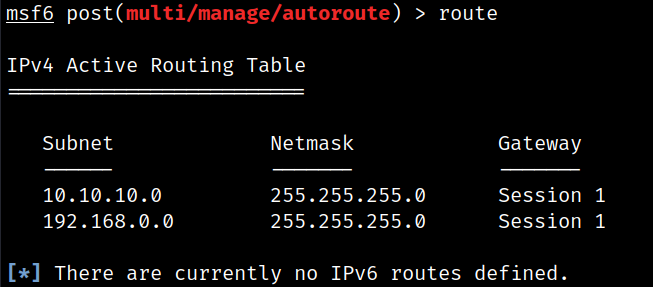 msf6 post(multi/manage/autoroute) > route
IPv4 Active Routing Table
=========================
Subnet Netmask Gateway
------ ------- -------
10.10.10.0 255.255.255.0 Session 1
192.168.0.0 255.255.255.0 Session 1
[*] There are currently no IPv6 routes defined.